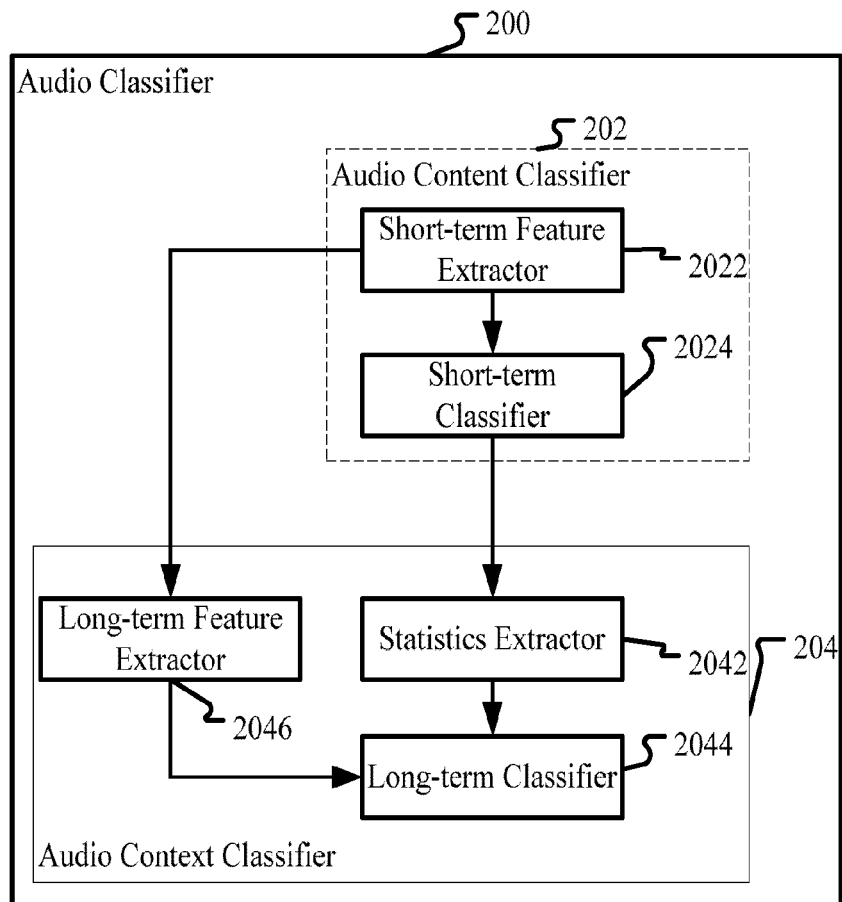 200
Audio Classifier
202
Audio Content Classifier
Short-term Feature
Extractor
2022
2024
Short-term
Classifier
Long-term Feature
Extractor
Statistics Extractor
2042
204
2046
2044
Long-term Classifier
Audio Context Classifier